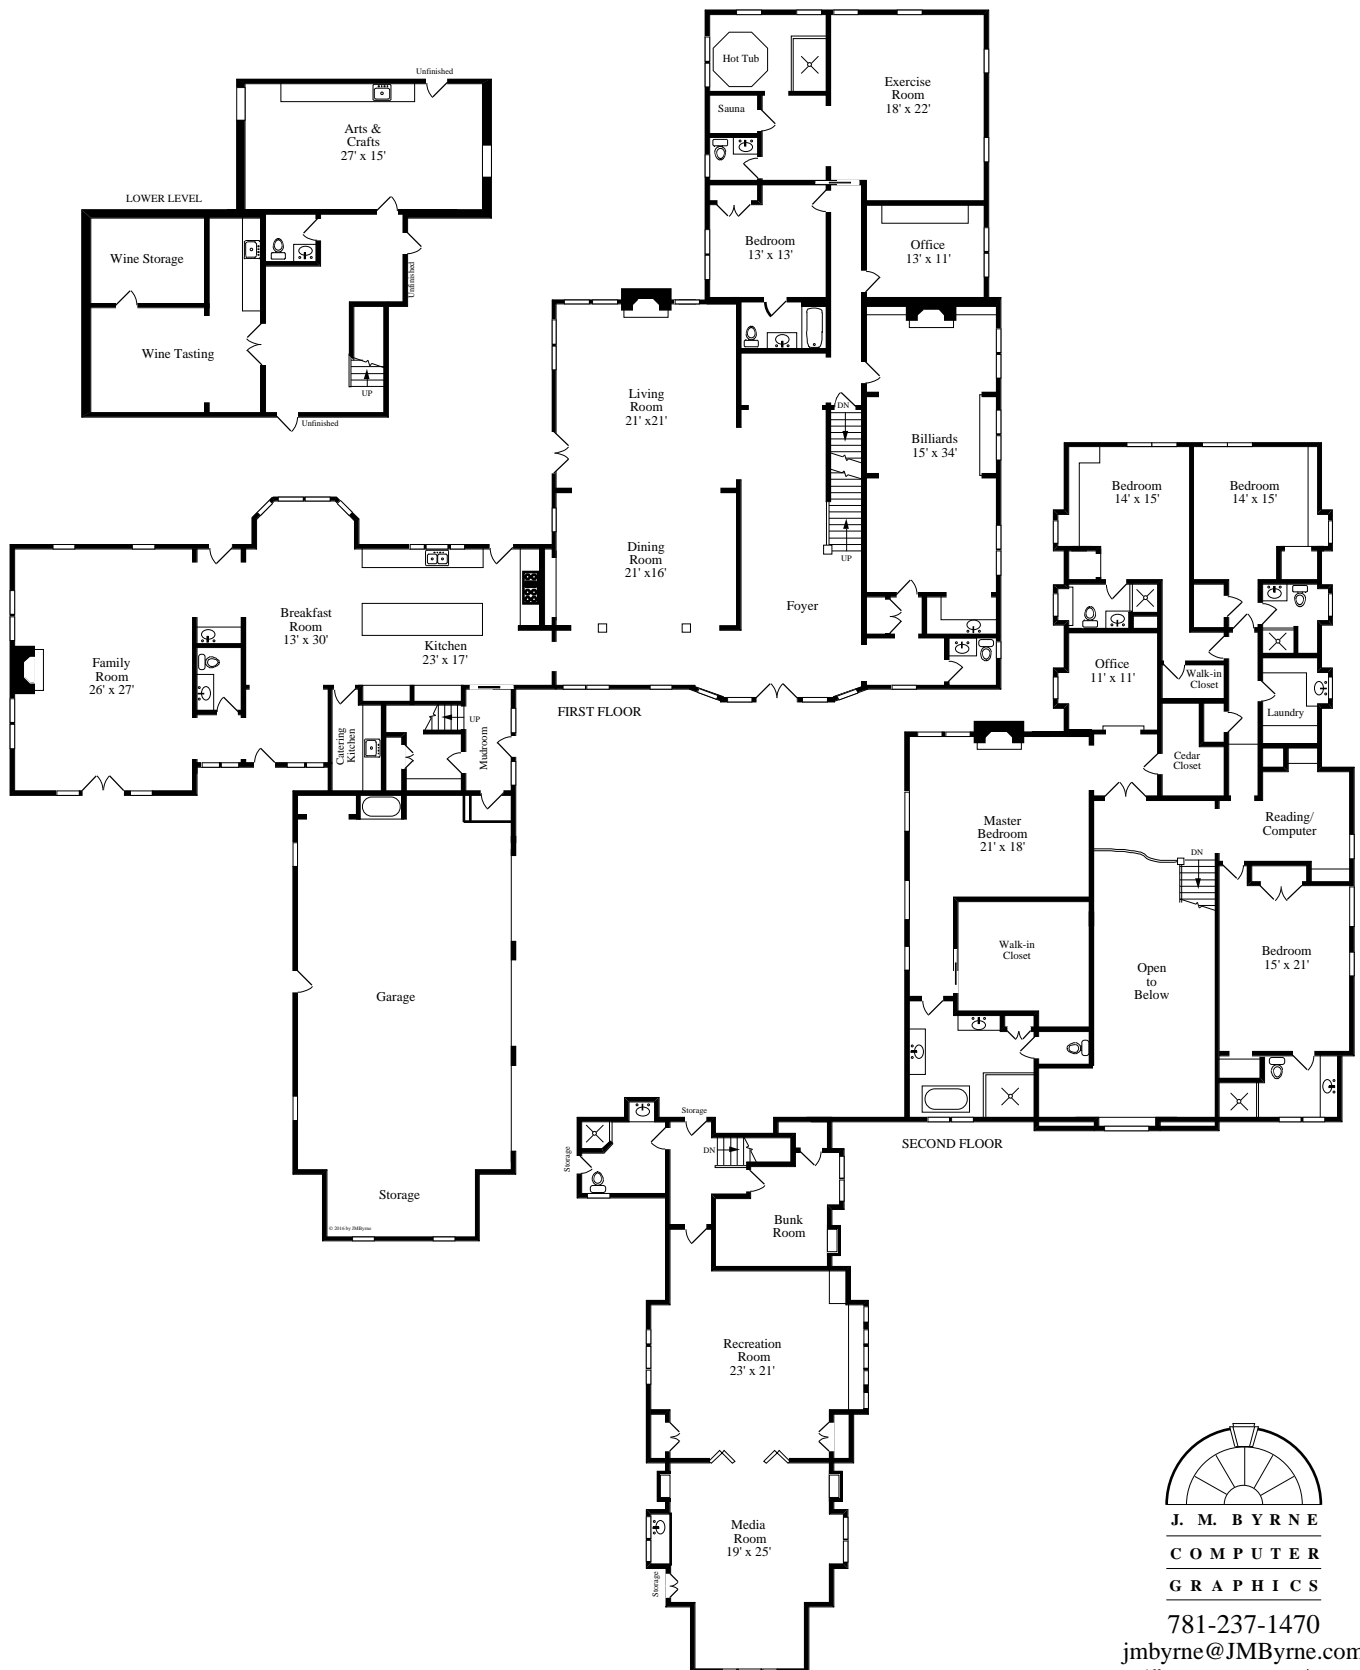 Hot Tub
Exercise
Room
18' x 22'
Unfinished
Sauna
Arts &
Crafts
27' x 15'
LOWER LEVEL
Wine Storage
Unfinished
Bedroom
13' x 13'
Office
13' x 11'
Wine Tasting
UP
Unfinished
Living
Room
21' x21'
DN
Billiards
15' x 34'
Bedroom
14' x 15'
Bedroom
14' x 15'
Dining
Room
21' x16'
UP
Breakfast
Room
13' x 30'
Foyer
Kitchen
23' x 17'
Family
Room
26' x 27'
Office
11' x 11'
Walk-in
Closet
Laundry
FIRST FLOOR
UP
Catering
Kitchen
Mudroom
Cedar
Closet
Master
Bedroom
21' x 18'
Reading/
Computer
DN
Walk-in
Closet
Bedroom
15' x 21'
Open
to
Below
Garage
Storage
Storage
DN
SECOND FLOOR
Storage
© 2016 by JMByrne
Bunk
Room
Recreation
Room
23' x 21'
Media
Room
19' x 25'
Storage
J. M. BYRNE
COMPUTER
GRAPHICS
781-237-1470
jmbyrne@JMByrne.com